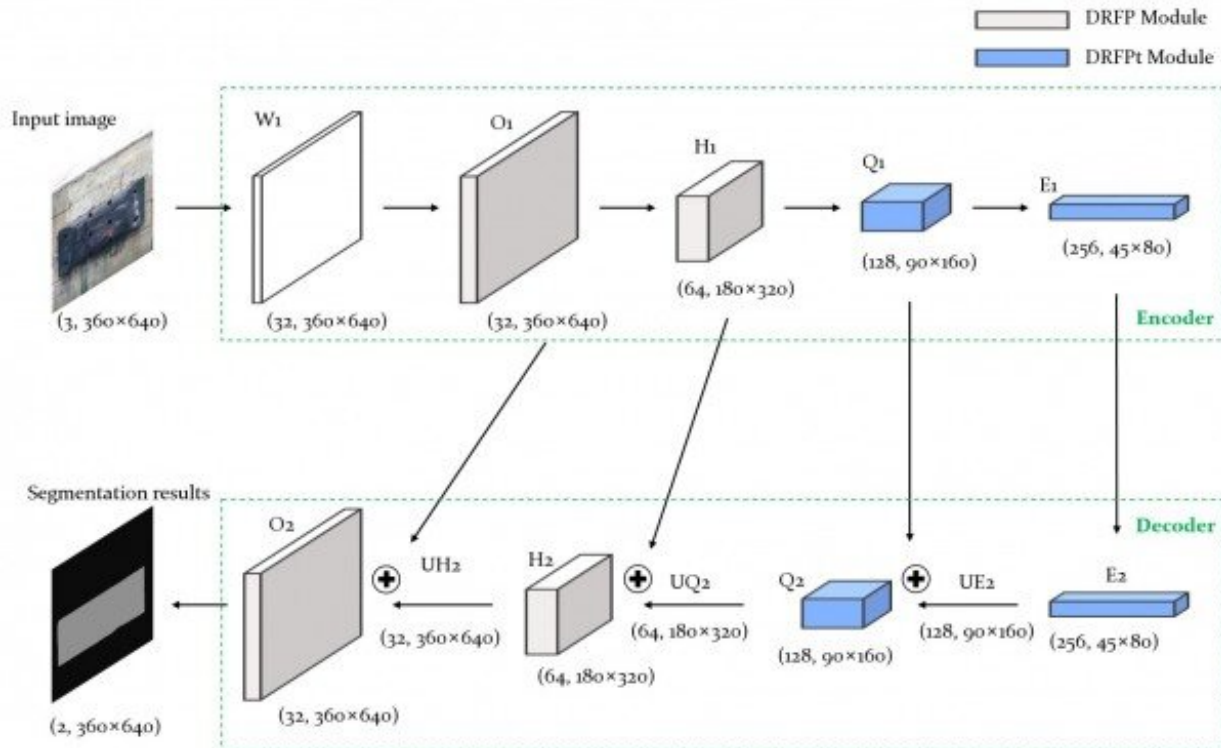 DRFP Module
DRFPt Module
Input image
W1
O1
H1
Q1
E1
(3, 360×640)
(32, 360×640)
(32, 360×640)
(64, 180×320)
(128, 90×160)
(256, 45×80)
Encoder
Segmentation results
Decoder
O2
UH2
H2
UQ2
Q2
UE2
E2
(2, 360×640)
(32, 360×640)
(32, 360×640)
(64, 180×320)
(64, 180×320)
(128, 90×160)
(128, 90×160)
(256, 45×80)